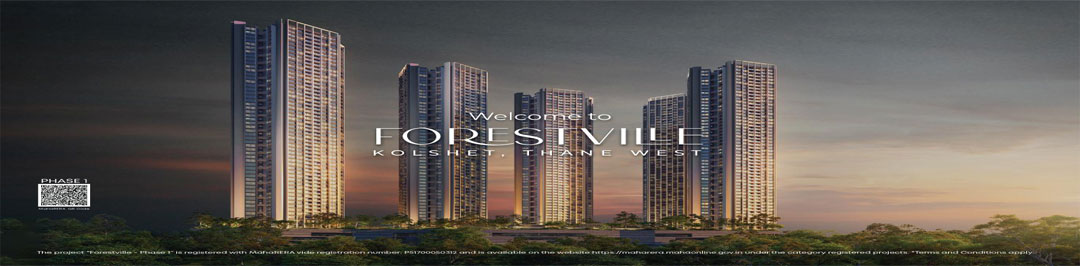 Welcome to
FORESTVILLE
KOLSHET, THANE WEST
PHASE 1
The project "Forestville - Phase 1" is registered with MahaRERA vide registration number: P51700050312 and is available on the website https://maharera.mahaonline.gov.in under the category registered projects. *Terms and Conditions apply